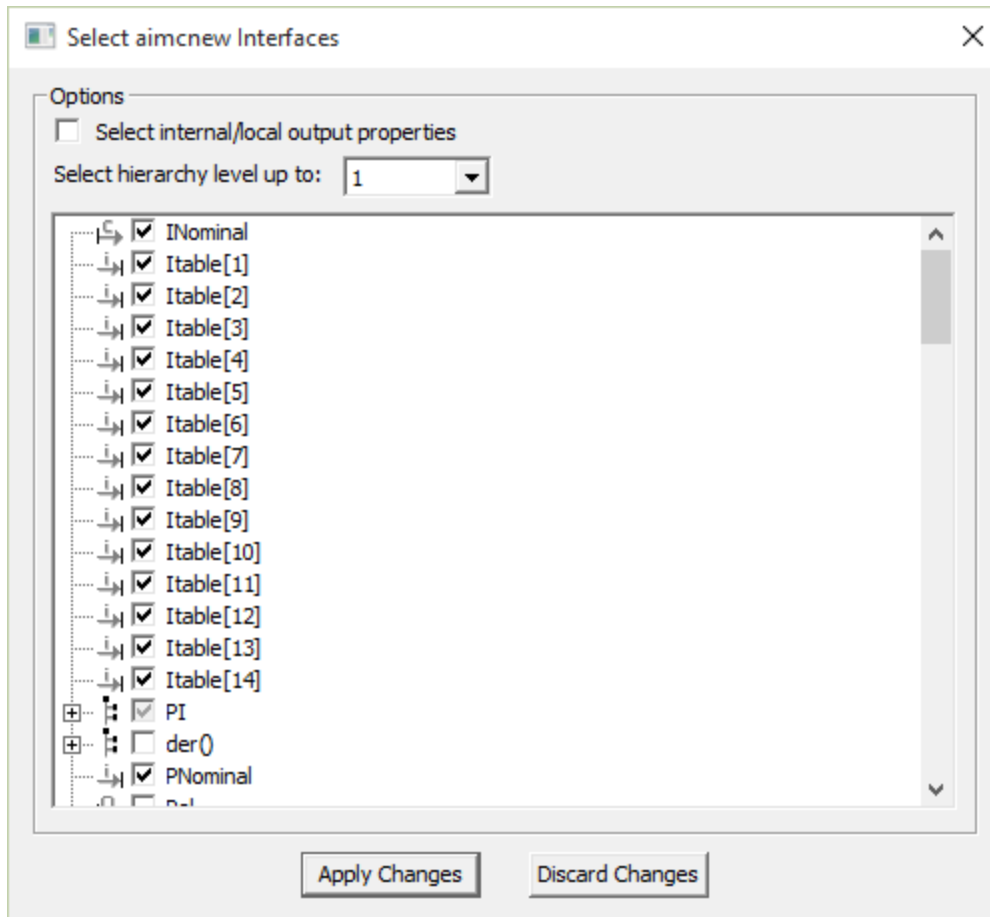 Select aimcnew Interfaces
Options
Select internal/local output properties
Select hierarchy level up to: 1
INominal
Itable[1]
Itable[2]
Itable[3]
Itable[4]
Itable[5]
Itable[6]
Itable[7]
Itable[8]
Itable[9]
Itable[10]
Itable[11]
Itable[12]
Itable[13]
Itable[14]
PI
der()
PNominal
Apply Changes Discard Changes